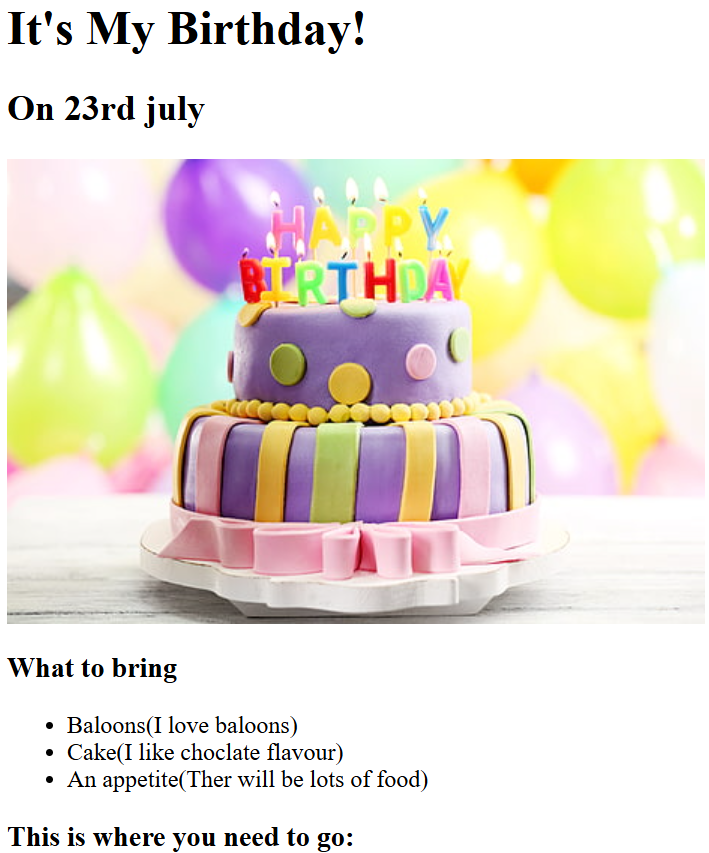 It's My Birthday!
On 23rd july
HAPPY
BIRTHDAY
What to bring
Baloons(I love baloons)
Cake(I like choclate flavour)
An appetite(Ther will be lots of food)
This is where you need to go: